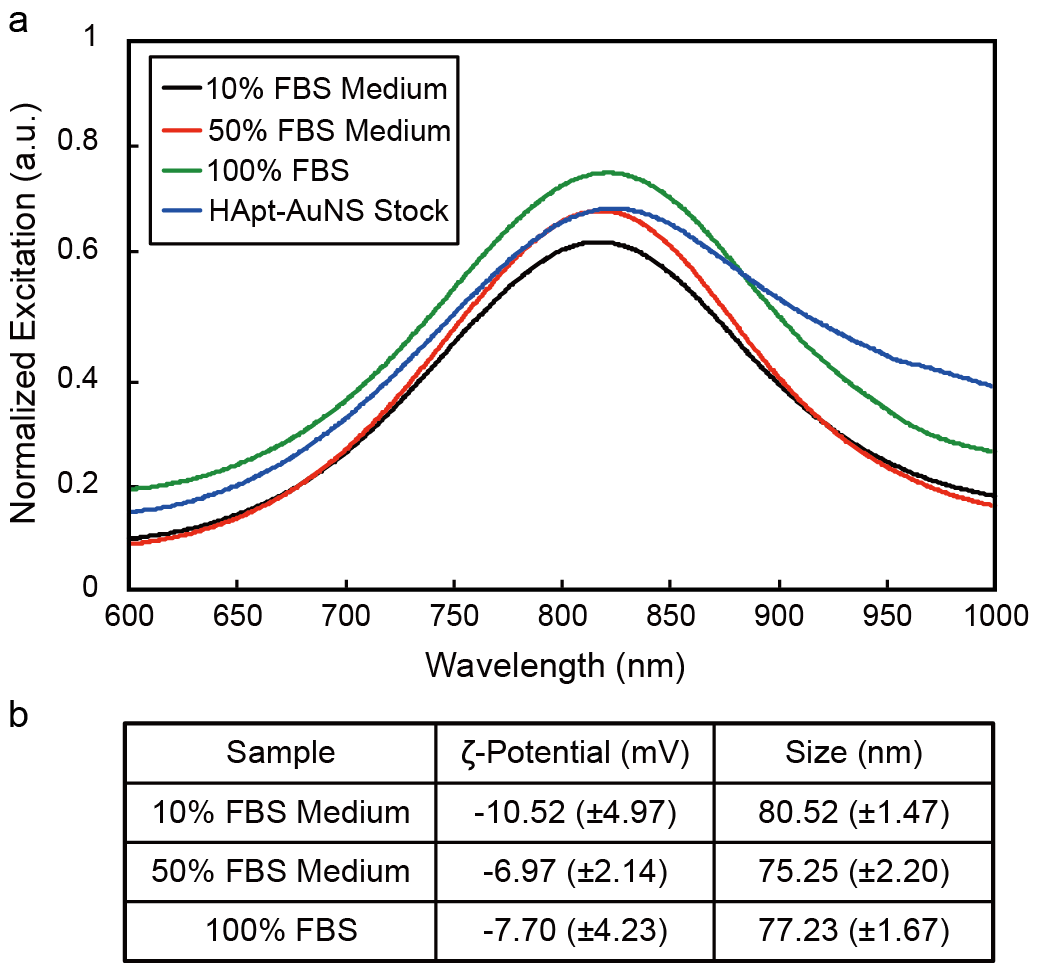 a
1
0.8
0.6
0.4
0.2
0
Normalized Excitation (a.u.)
10% FBS Medium
50% FBS Medium
100% FBS
HApt-AuNS Stock
600 650 700 750 800 850 900 950 1000
Wavelength (nm)
b
Sample ζ-Potential (mV) Size (nm)
10% FBS Medium -10.52 (±4.97) 80.52 (±1.47)
50% FBS Medium -6.97 (±2.14) 75.25 (±2.20)
100% FBS -7.70 (±4.23) 77.23 (±1.67)